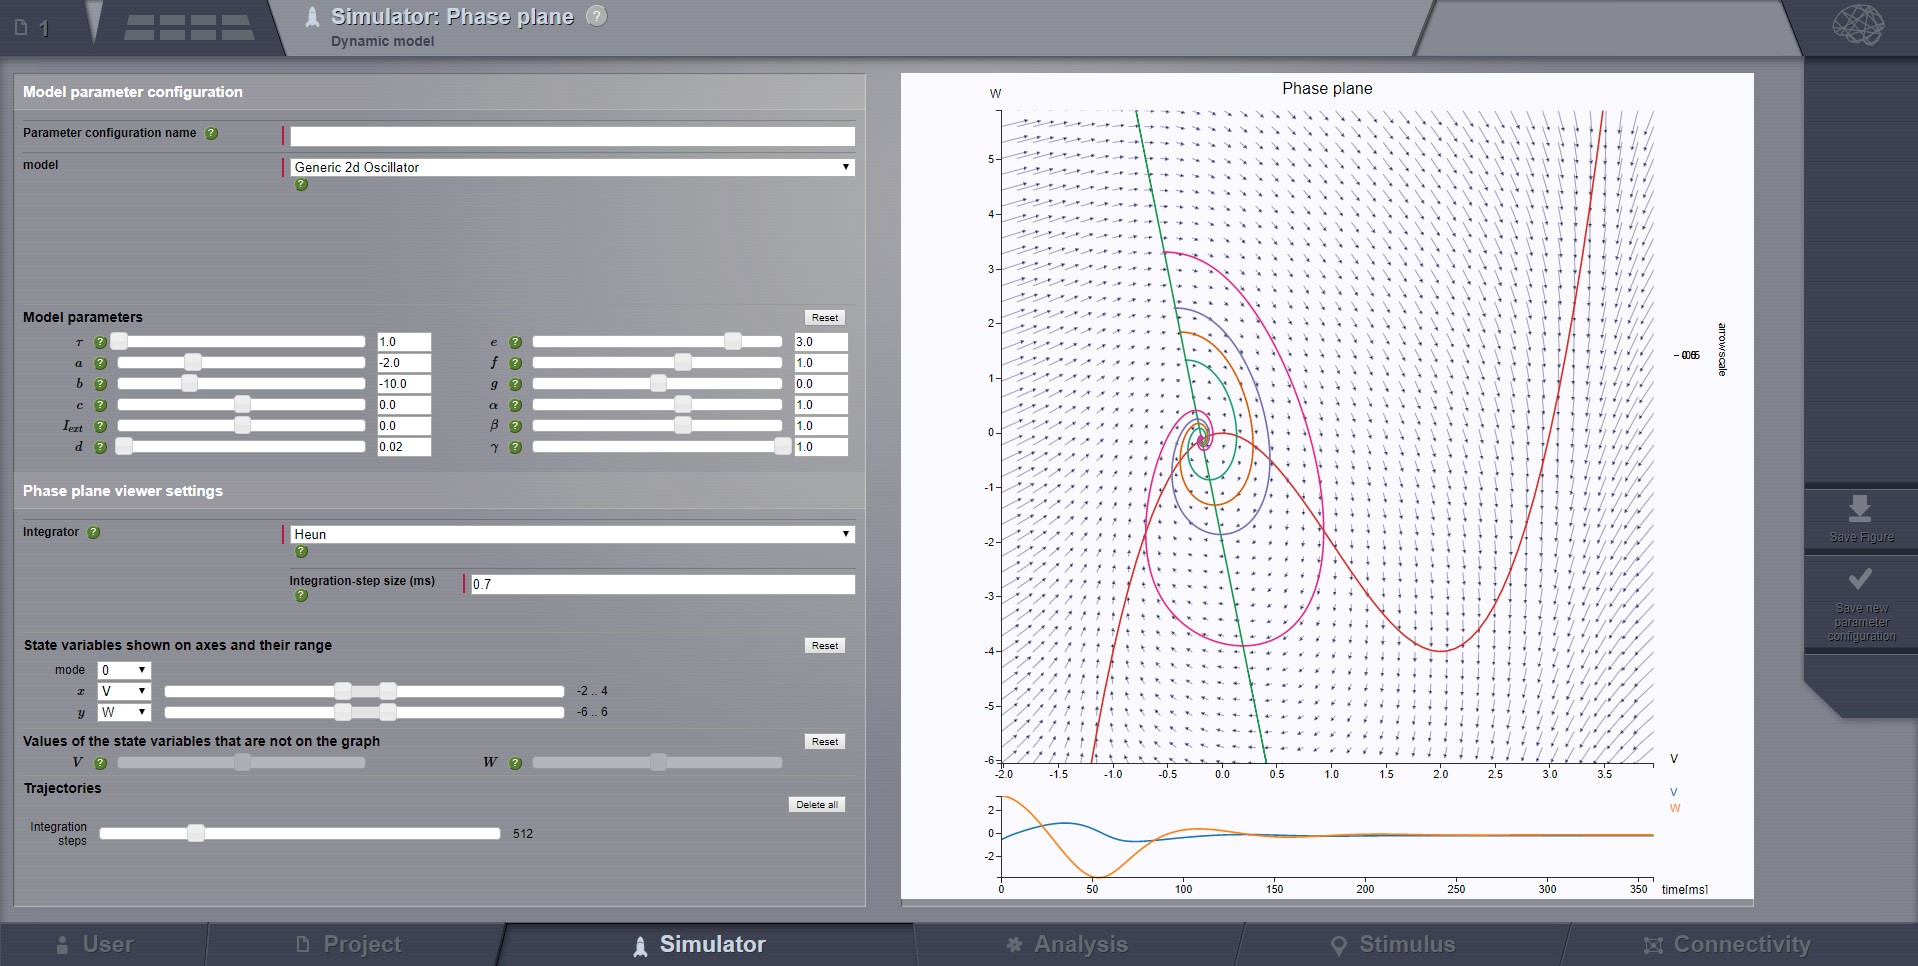 1
Simulator: Phase plane ?
Dynamic model
Model parameter configuration
Parameter configuration name ?
model
Generic 2d Oscillator
?
Model parameters
Reset
τ ? 1.0
a ? -2.0
b ? -10.0
c ? 0.0
Iext ? 0.0
d ? 0.02
e ? 3.0
f ? 1.0
g ? 0.0
α ? 1.0
β ? 1.0
γ ? 1.0
Phase plane viewer settings
Integrator ?
Heun
?
Integration-step size (ms)
?
0.7
State variables shown on axes and their range
Reset
mode 0
x V -2 .. 4
y W -6 .. 6
Values of the state variables that are not on the graph
Reset
V ? W ?
Trajectories
Delete all
Integration
steps
512
Phase plane
W
5
4
3
2
1
0
-1
-2
-3
-4
-5
-6
-2.0 -1.5 -1.0 -0.5 0.0 0.5 1.0 1.5 2.0 2.5 3.0 3.5
V
arrowscale
V
W
2
0
-2
0 50 100 150 200 250 300 350
time[ms]
Save Figure
Save new
parameter
configuration
User
Project
Simulator
Analysis
Stimulus
Connectivity